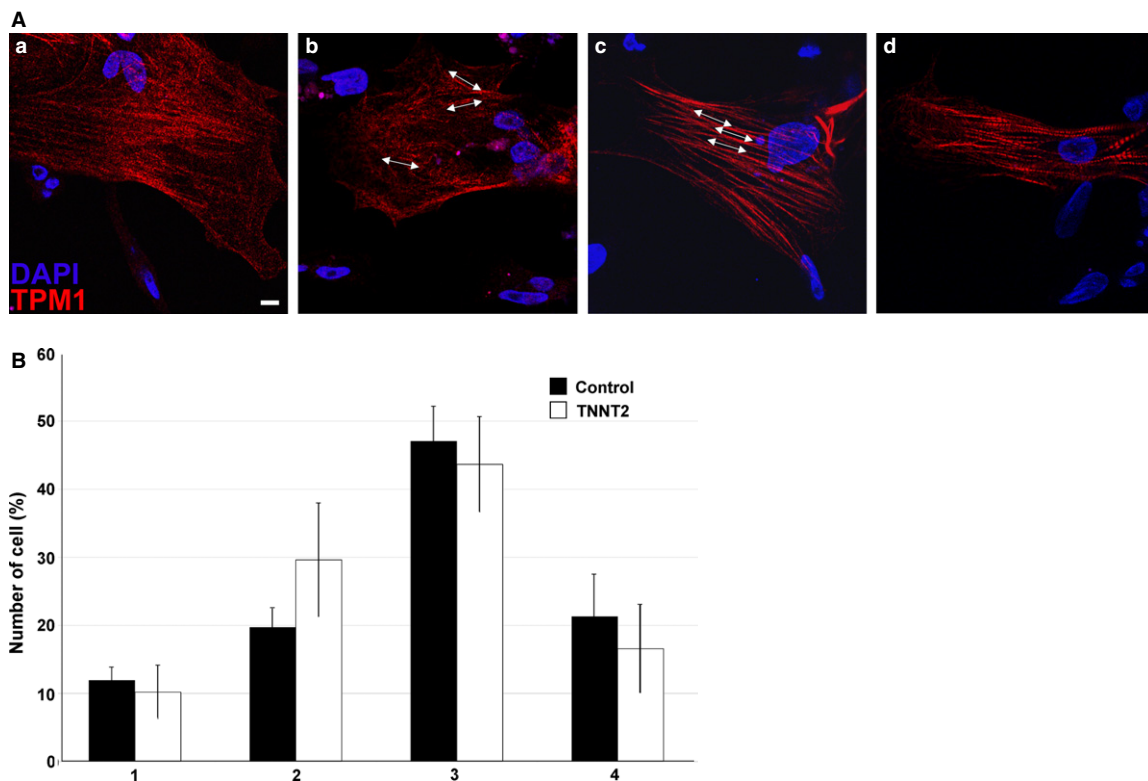 A
a b c d
DAPI
TPM1
B
60
50
40
30
20
10
0
Number of cell (%)
Control
TNNT2
1 2 3 4